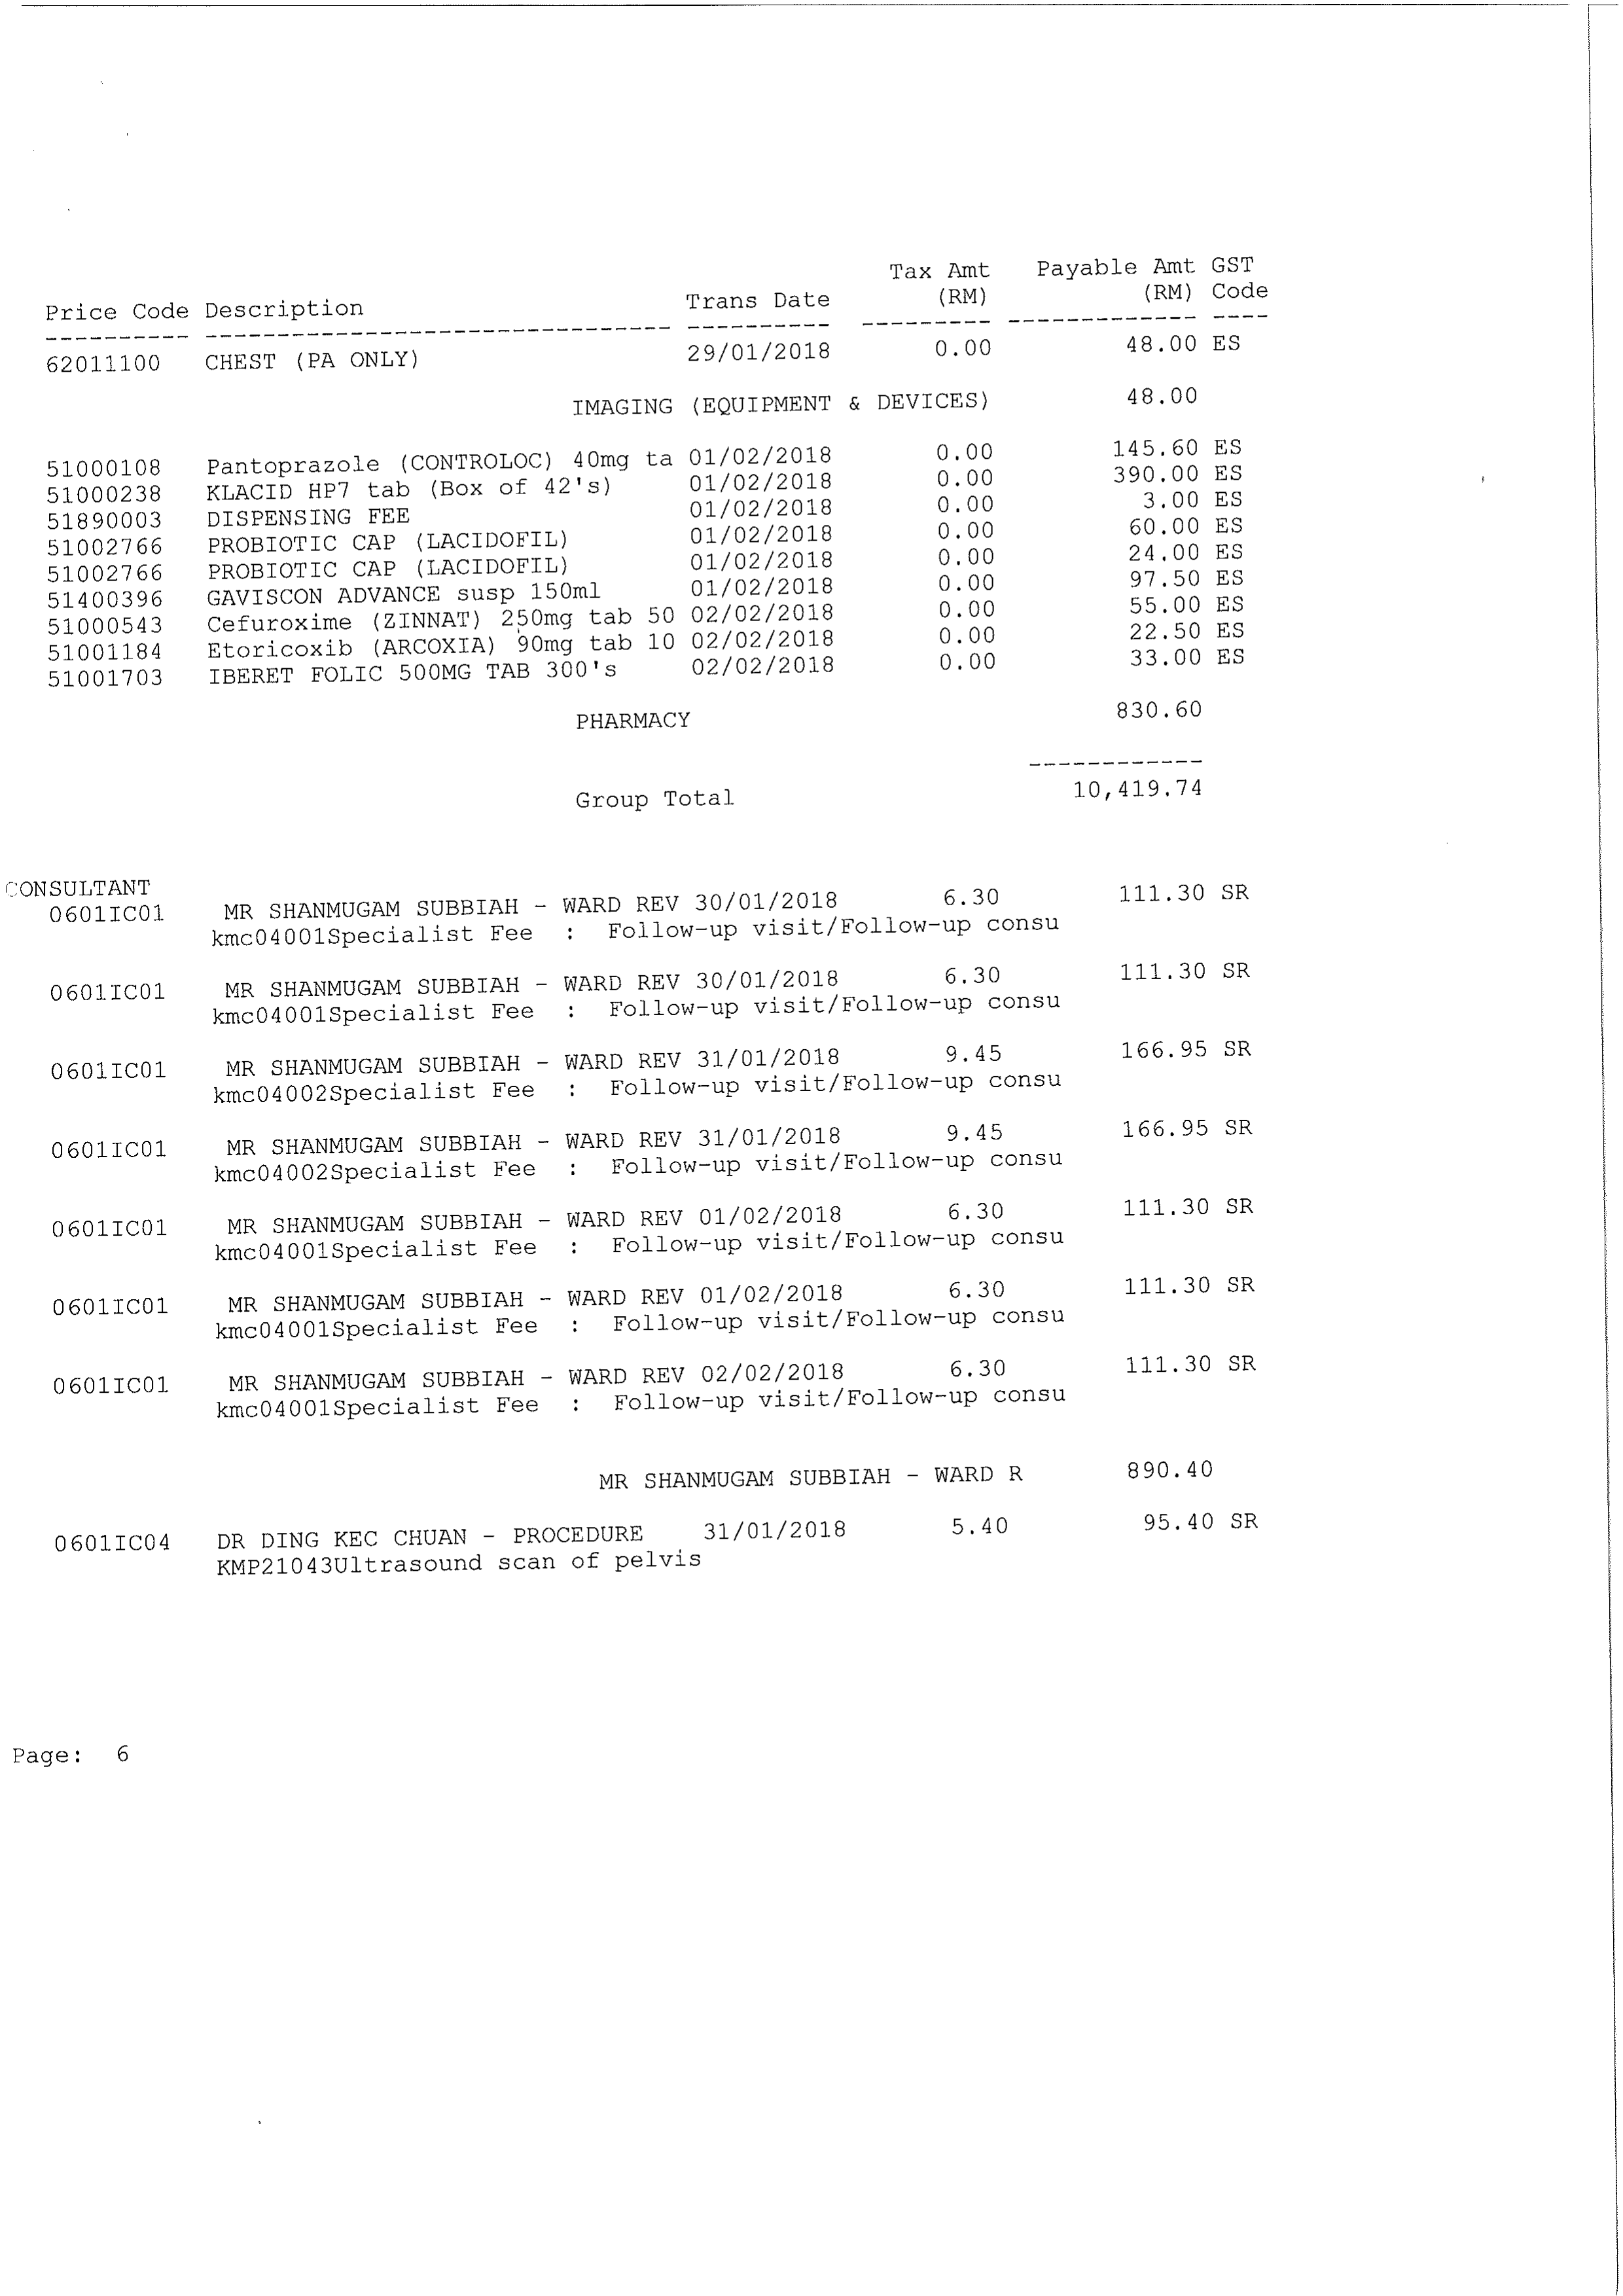 Tax Amt Payable Amt GST
Price Code Description Trans Date (RM) (RM) Code
---------- -------------------------------- ---------- --------- ------------- ----
62011100 CHEST (PA ONLY) 29/01/2018 0.00 48.00 ES
IMAGING (EQUIPMENT & DEVICES) 48.00
51000108 Pantoprazole (CONTROLOC) 40mg ta 01/02/2018 0.00 145.60 ES
51000238 KLACID HP7 tab (Box of 42's) 01/02/2018 0.00 390.00 ES
51890003 DISPENSING FEE 01/02/2018 0.00 3.00 ES
51002766 PROBIOTIC CAP (LACIDOFIL) 01/02/2018 0.00 60.00 ES
51002766 PROBIOTIC CAP (LACIDOFIL) 01/02/2018 0.00 24.00 ES
51400396 GAVISCON ADVANCE susp 150ml 01/02/2018 0.00 97.50 ES
51000543 Cefuroxime (ZINNAT) 250mg tab 50 02/02/2018 0.00 55.00 ES
51001184 Etoricoxib (ARCOXIA) 90mg tab 10 02/02/2018 0.00 22.50 ES
51001703 IBERET FOLIC 500MG TAB 300's 02/02/2018 0.00 33.00 ES
PHARMACY 830.60
------------
Group Total 10,419.74
CONSULTANT
0601IC01 MR SHANMUGAM SUBBIAH - WARD REV 30/01/2018 6.30 111.30 SR
kmc04001Specialist Fee : Follow-up visit/Follow-up consu
0601IC01 MR SHANMUGAM SUBBIAH - WARD REV 30/01/2018 6.30 111.30 SR
kmc04001Specialist Fee : Follow-up visit/Follow-up consu
0601IC01 MR SHANMUGAM SUBBIAH - WARD REV 31/01/2018 9.45 166.95 SR
kmc04002Specialist Fee : Follow-up visit/Follow-up consu
0601IC01 MR SHANMUGAM SUBBIAH - WARD REV 31/01/2018 9.45 166.95 SR
kmc04002Specialist Fee : Follow-up visit/Follow-up consu
0601IC01 MR SHANMUGAM SUBBIAH - WARD REV 01/02/2018 6.30 111.30 SR
kmc04001Specialist Fee : Follow-up visit/Follow-up consu
0601IC01 MR SHANMUGAM SUBBIAH - WARD REV 01/02/2018 6.30 111.30 SR
kmc04001Specialist Fee : Follow-up visit/Follow-up consu
0601IC01 MR SHANMUGAM SUBBIAH - WARD REV 02/02/2018 6.30 111.30 SR
kmc04001Specialist Fee : Follow-up visit/Follow-up consu
MR SHANMUGAM SUBBIAH - WARD R 890.40
0601IC04 DR DING KEC CHUAN - PROCEDURE 31/01/2018 5.40 95.40 SR
KMP21043Ultrasound scan of pelvis
Page: 6